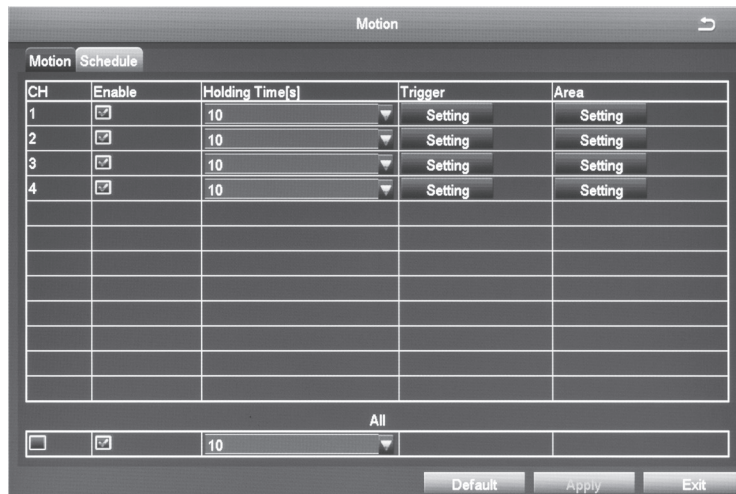 Motion
Motion Schedule
CH Enable Holding Time[s] Trigger Area
1 10 Setting Setting
2 10 Setting Setting
3 10 Setting Setting
4 10 Setting Setting
All
10
Default Apply Exit